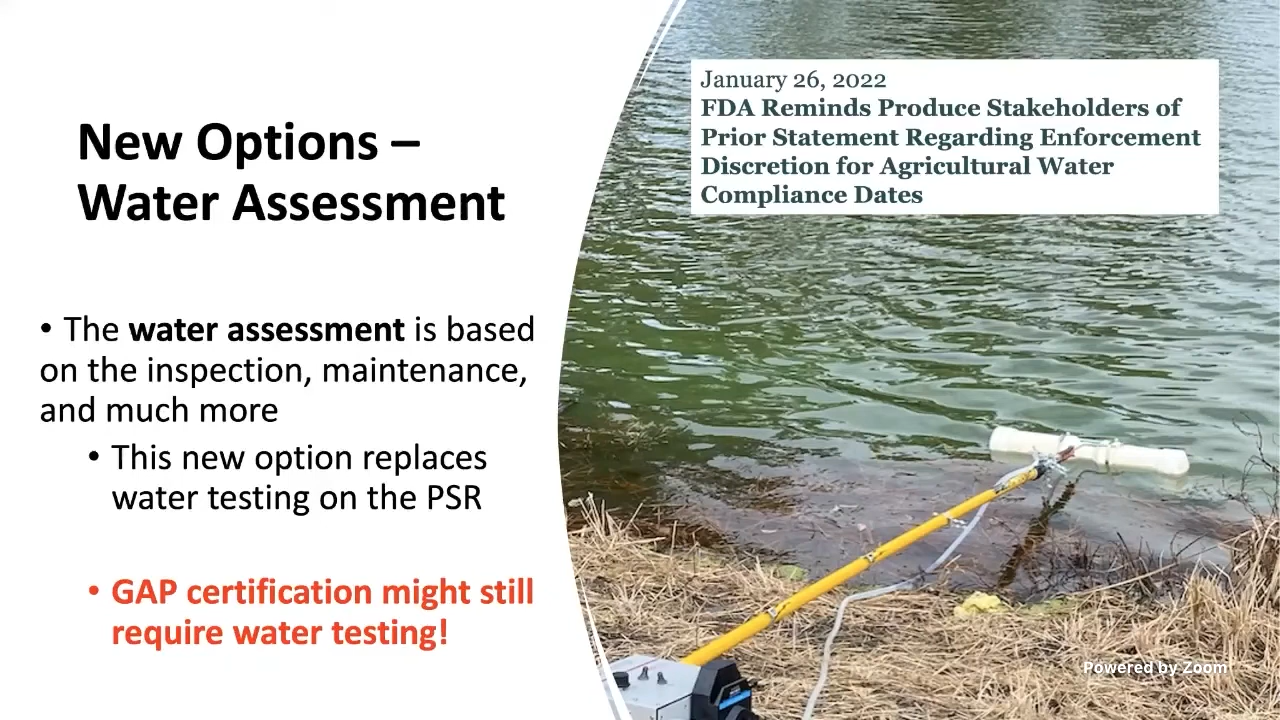 New Options –
Water Assessment
• The water assessment is based
on the inspection, maintenance,
and much more
• This new option replaces
water testing on the PSR
• GAP certification might still
require water testing!
January 26, 2022
FDA Reminds Produce Stakeholders of
Prior Statement Regarding Enforcement
Discretion for Agricultural Water
Compliance Dates
Powered by Zoom